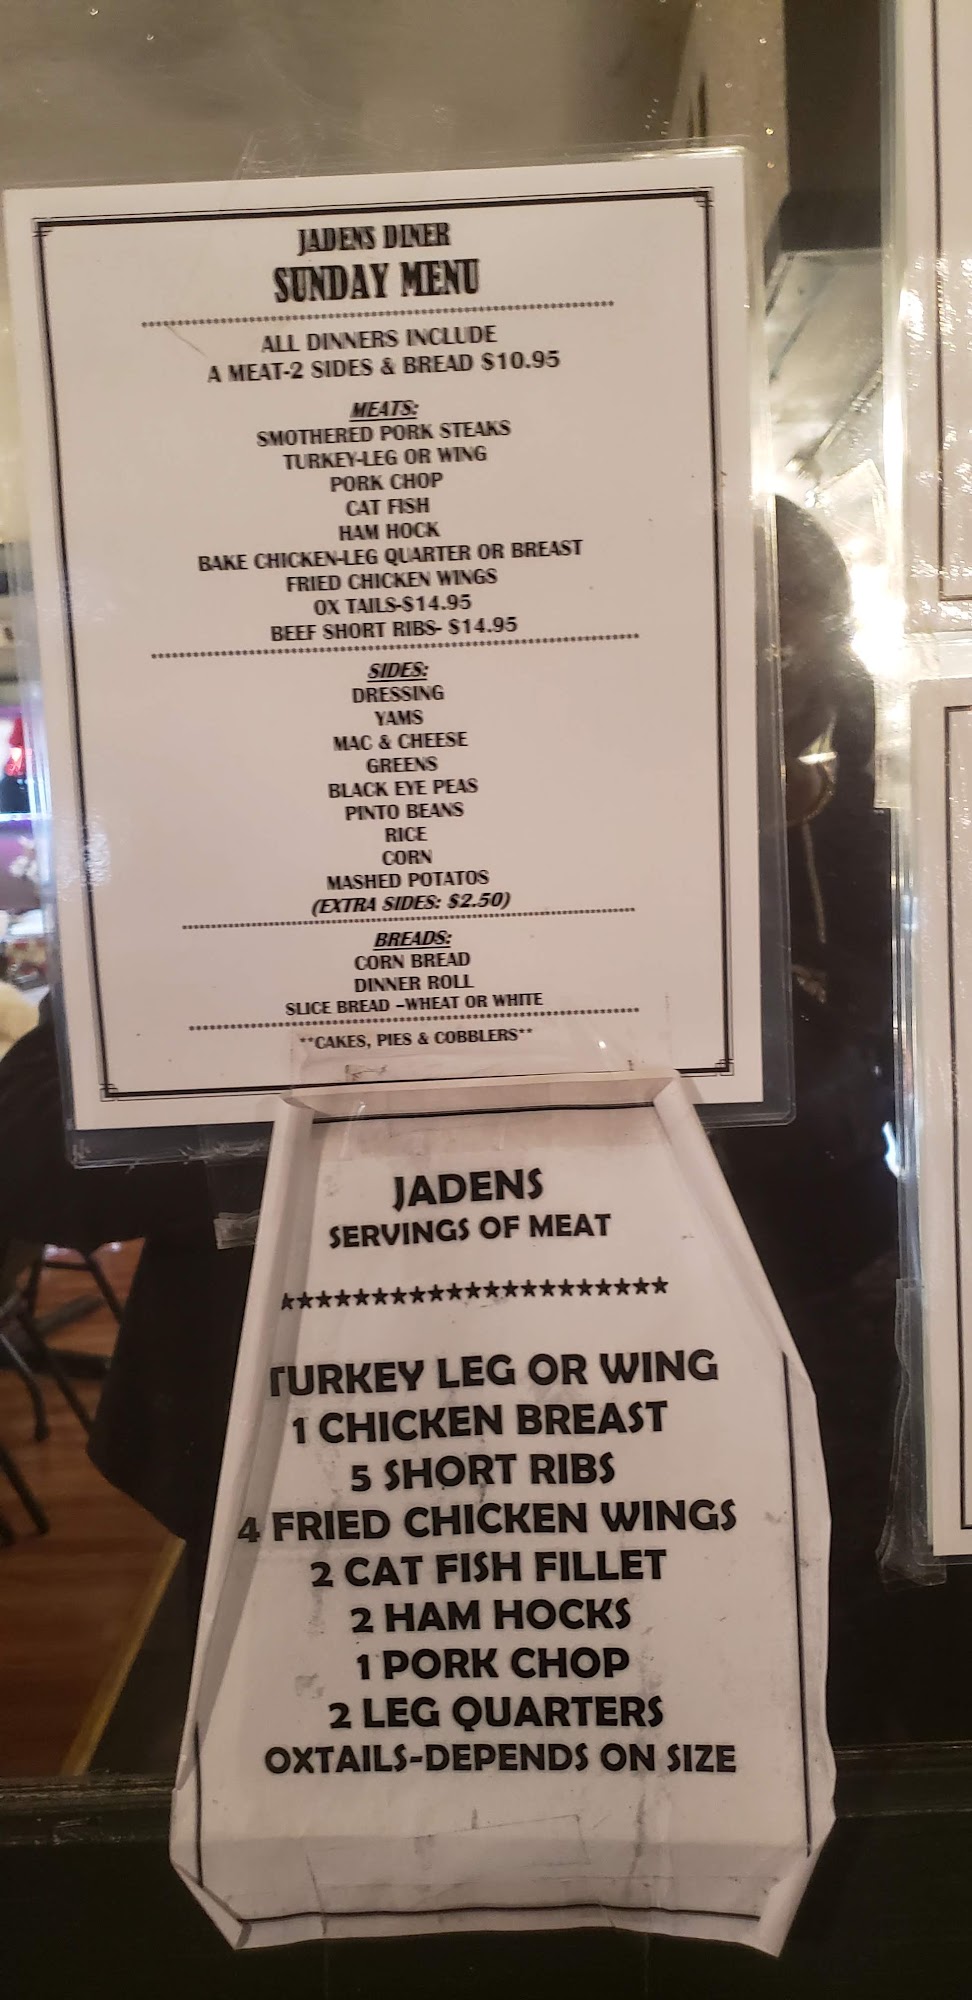 JADENS DINER
SUNDAY MENU
ALL DINNERS INCLUDE
A MEAT-2 SIDES & BREAD $10.95
MEATS:
SMOTHERED PORK STEAKS
TURKEY-LEG OR WING
PORK CHOP
CAT FISH
HAM HOCK
BAKE CHICKEN-LEG QUARTER OR BREAST
FRIED CHICKEN WINGS
OX TAILS-$14.95
BEEF SHORT RIBS- $14.95
SIDES:
DRESSING
YAMS
MAC & CHEESE
GREENS
BLACK EYE PEAS
PINTO BEANS
RICE
CORN
MASHED POTATOS
(EXTRA SIDES: $2.50)
BREADS:
CORN BREAD
DINNER ROLL
SLICE BREAD –WHEAT OR WHITE
**CAKES, PIES & COBBLERS**
JADENS
SERVINGS OF MEAT
TURKEY LEG OR WING
1 CHICKEN BREAST
5 SHORT RIBS
4 FRIED CHICKEN WINGS
2 CAT FISH FILLET
2 HAM HOCKS
1 PORK CHOP
2 LEG QUARTERS
OXTAILS-DEPENDS ON SIZE